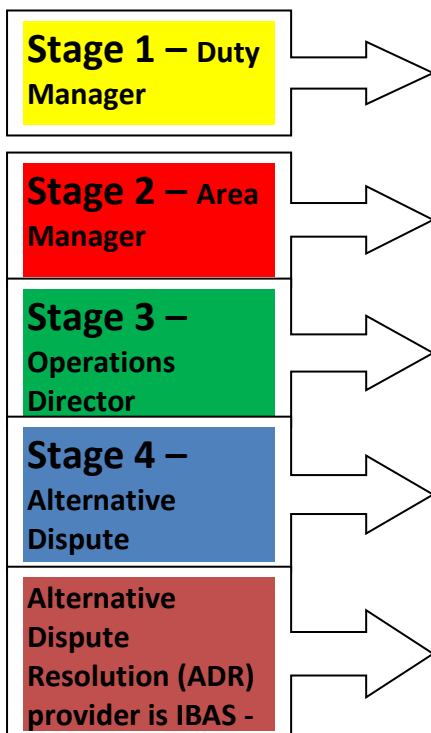 Stage 1 – Duty
Manager
Stage 2 – Area
Manager
Stage 3 –
Operations
Director
Stage 4 –
Alternative
Dispute
Alternative
Dispute
Resolution (ADR)
provider is IBAS -